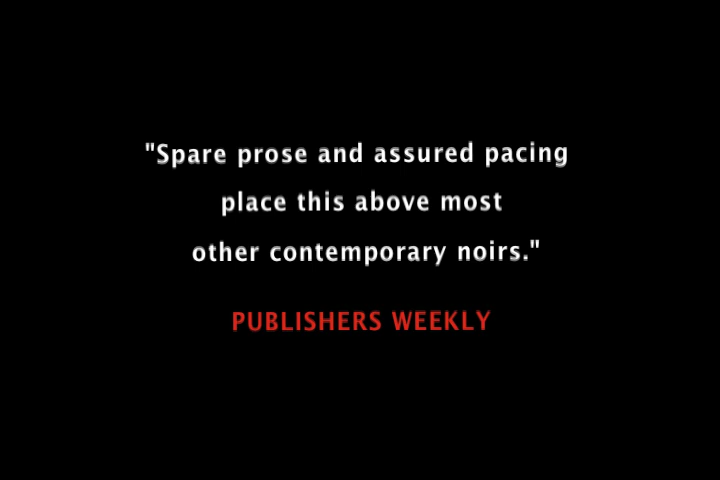 "Spare prose and assured pacing
place this above most
other contemporary noirs."
PUBLISHERS WEEKLY